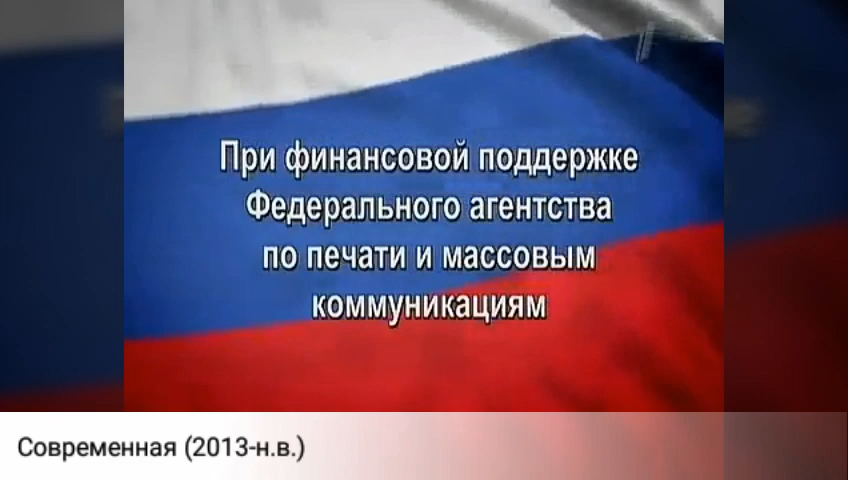 При финансовой поддержке
Федерального агентства
по печати и массовым
коммуникациям
Современная (2013-н.в.)